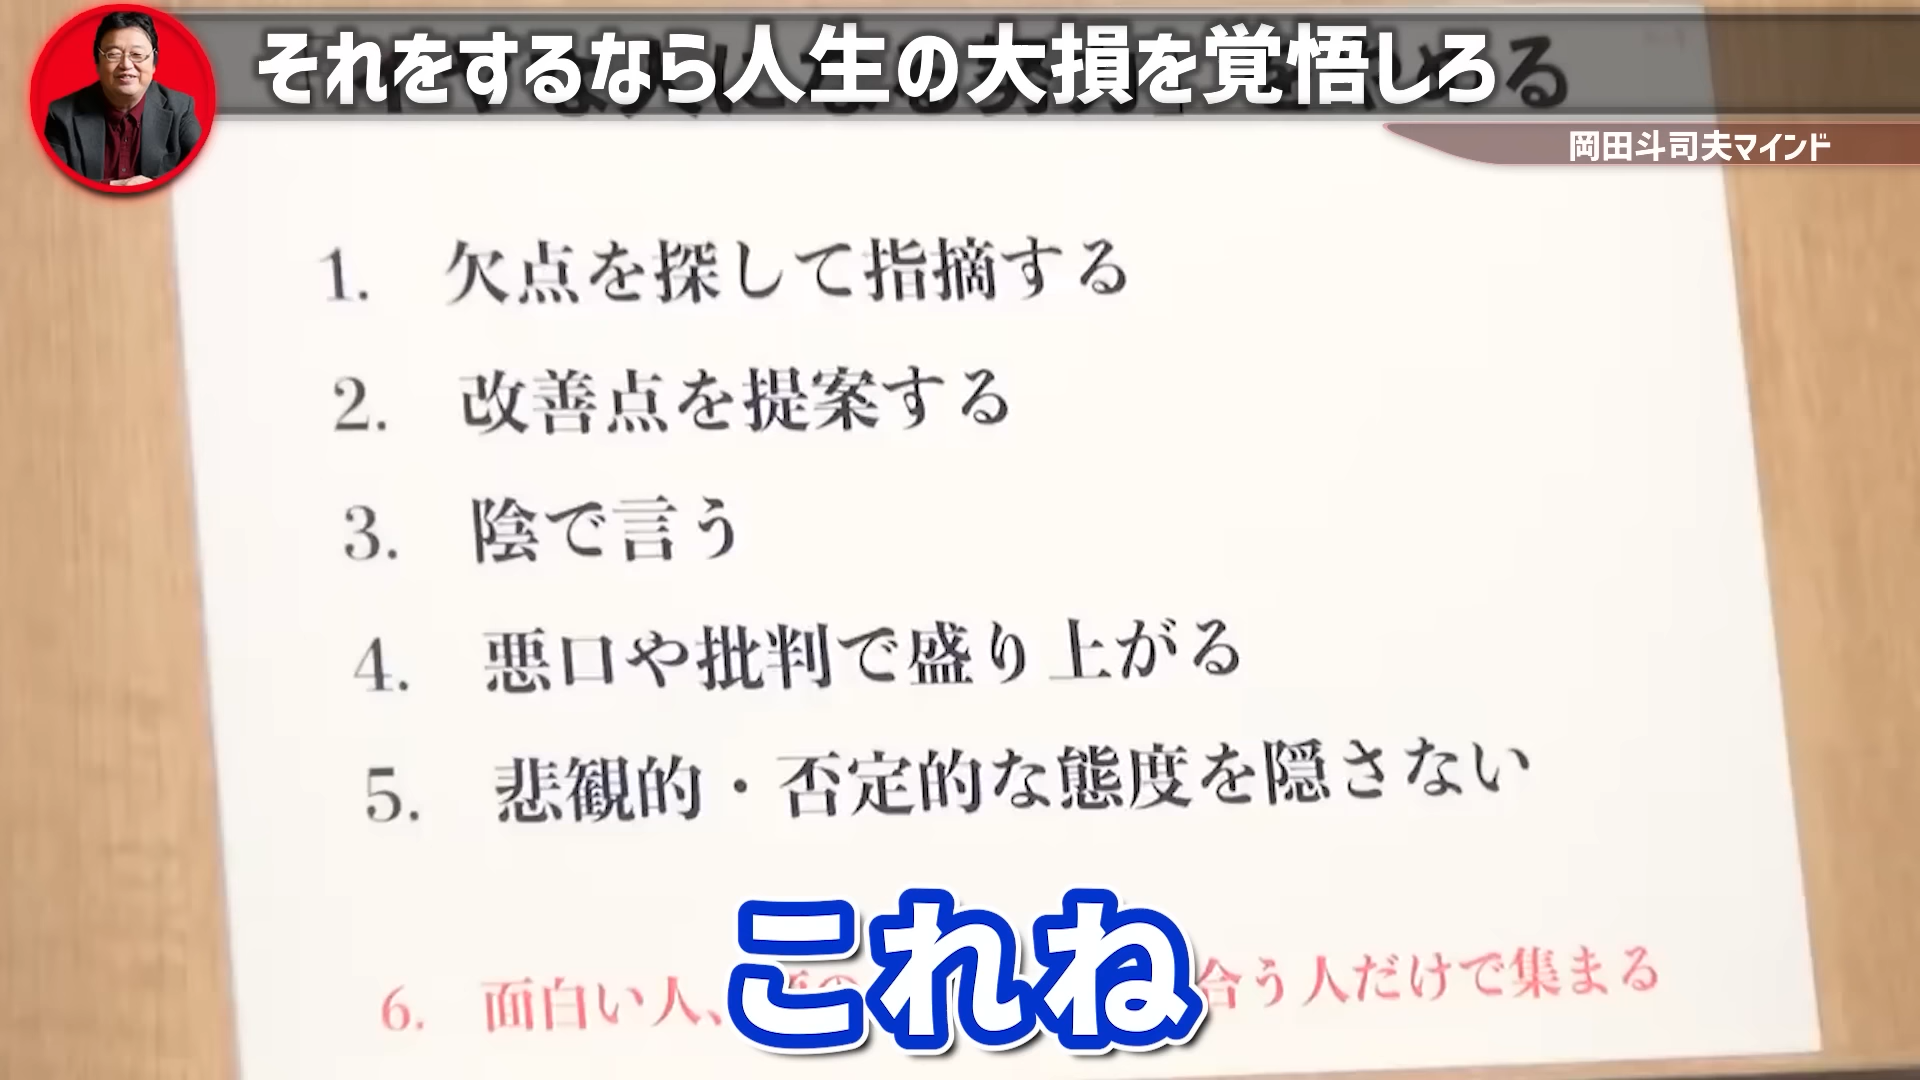 それをするなら人生の大損を覚悟しろ
岡田斗司夫マインド
1. 欠点を探して指摘する
2. 改善点を提案する
3. 陰で言う
4. 悪口や批判で盛り上がる
5. 悲観的・否定的な態度を隠さない
6. 面白い人、 合う人だけで集まる
これね